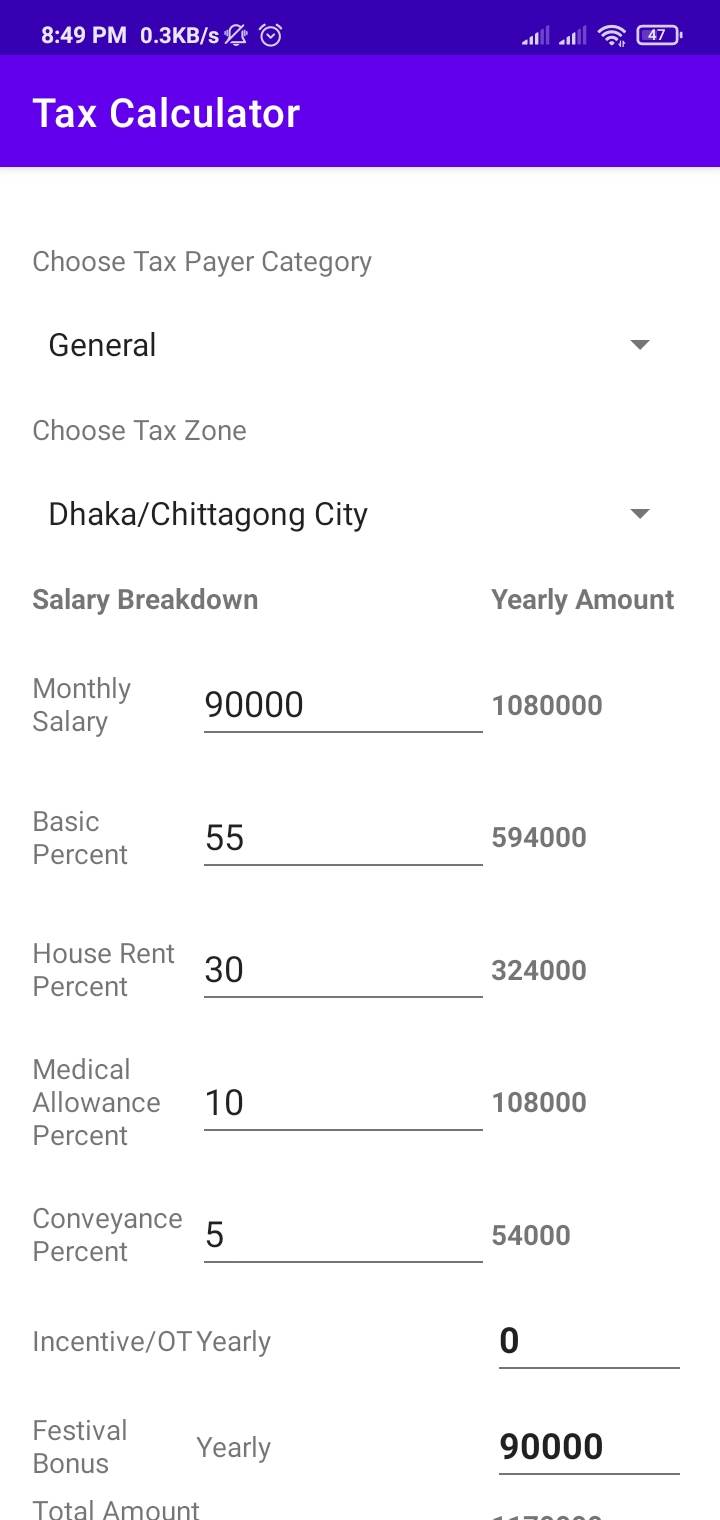 8:49 PM 0.3KB/s 47
Tax Calculator
Choose Tax Payer Category
General
Choose Tax Zone
Dhaka/Chittagong City
Salary Breakdown Yearly Amount
Monthly
Salary
90000 1080000
Basic
Percent
55 594000
House Rent
Percent
30 324000
Medical
Allowance
Percent
10 108000
Conveyance
Percent
5 54000
Incentive/OT Yearly 0
Festival
Bonus
Yearly 90000
Total Amount